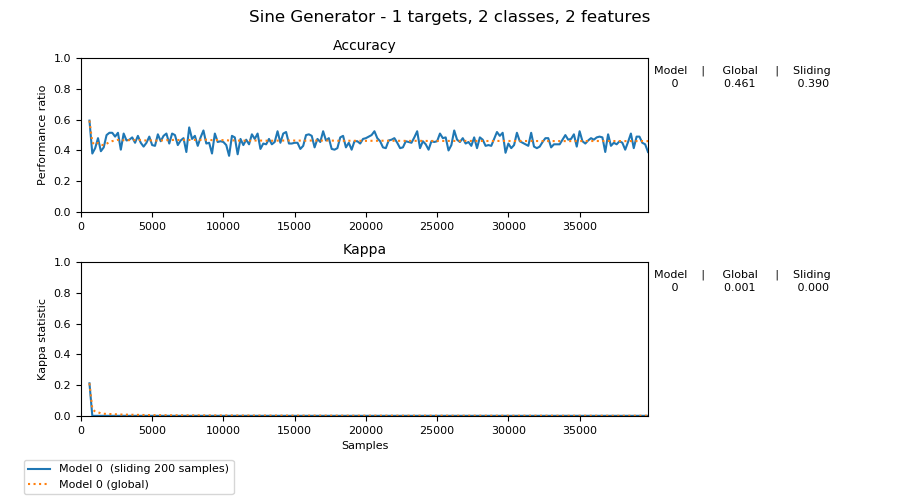 Sine Generator - 1 targets, 2 classes, 2 features
Accuracy
1.0
0.8
0.6
0.4
0.2
0.0
Performance ratio
0 5000 10000 15000 20000 25000 30000 35000
Model | Global | Sliding
0 0.461 0.390
Kappa
1.0
0.8
0.6
0.4
0.2
0.0
Kappa statistic
0 5000 10000 15000 20000 25000 30000 35000
Samples
Model | Global | Sliding
0 0.001 0.000
Model 0 (sliding 200 samples)
Model 0 (global)